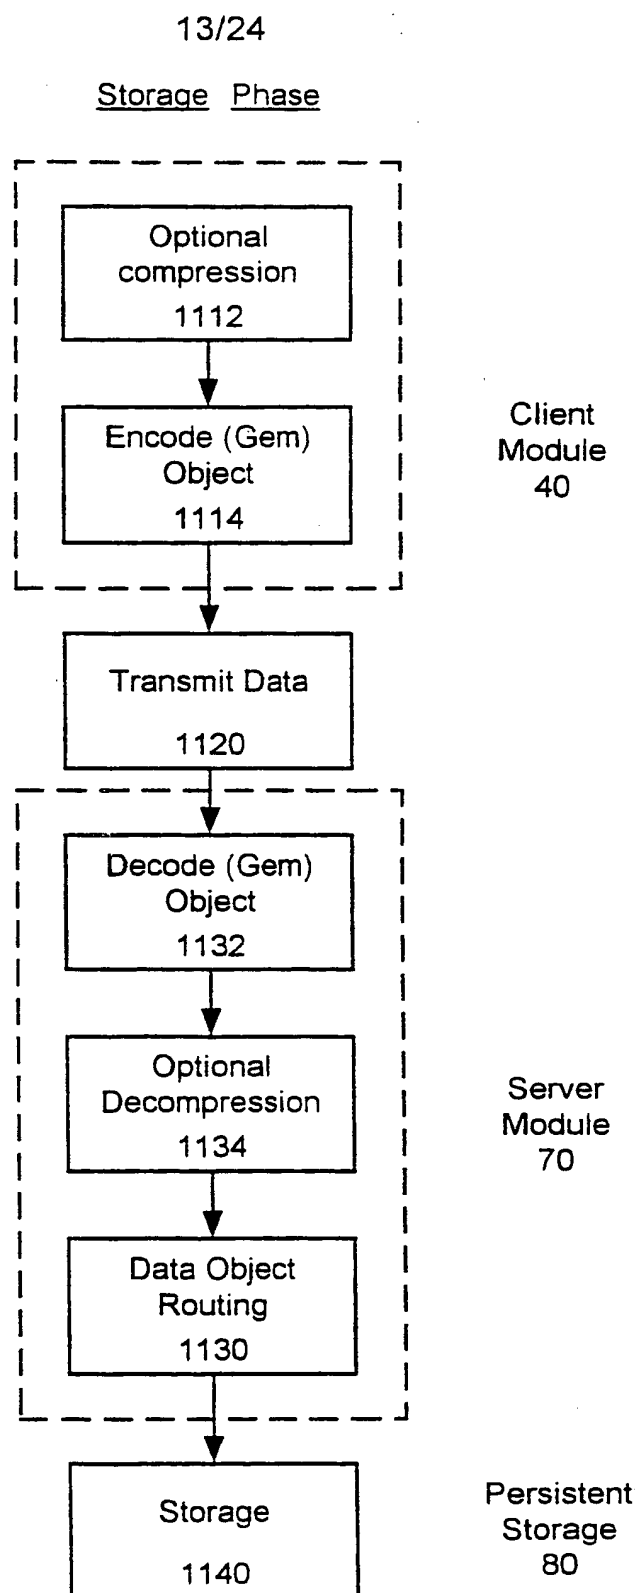 13/24
Storage Phase
Optional
compression
1112
Encode (Gem)
Object
1114
Client
Module
40
Transmit Data
1120
Decode (Gem)
Object
1132
Optional
Decompression
1134
Server
Module
70
Data Object
Routing
1130
Storage
1140
Persistent
Storage
80